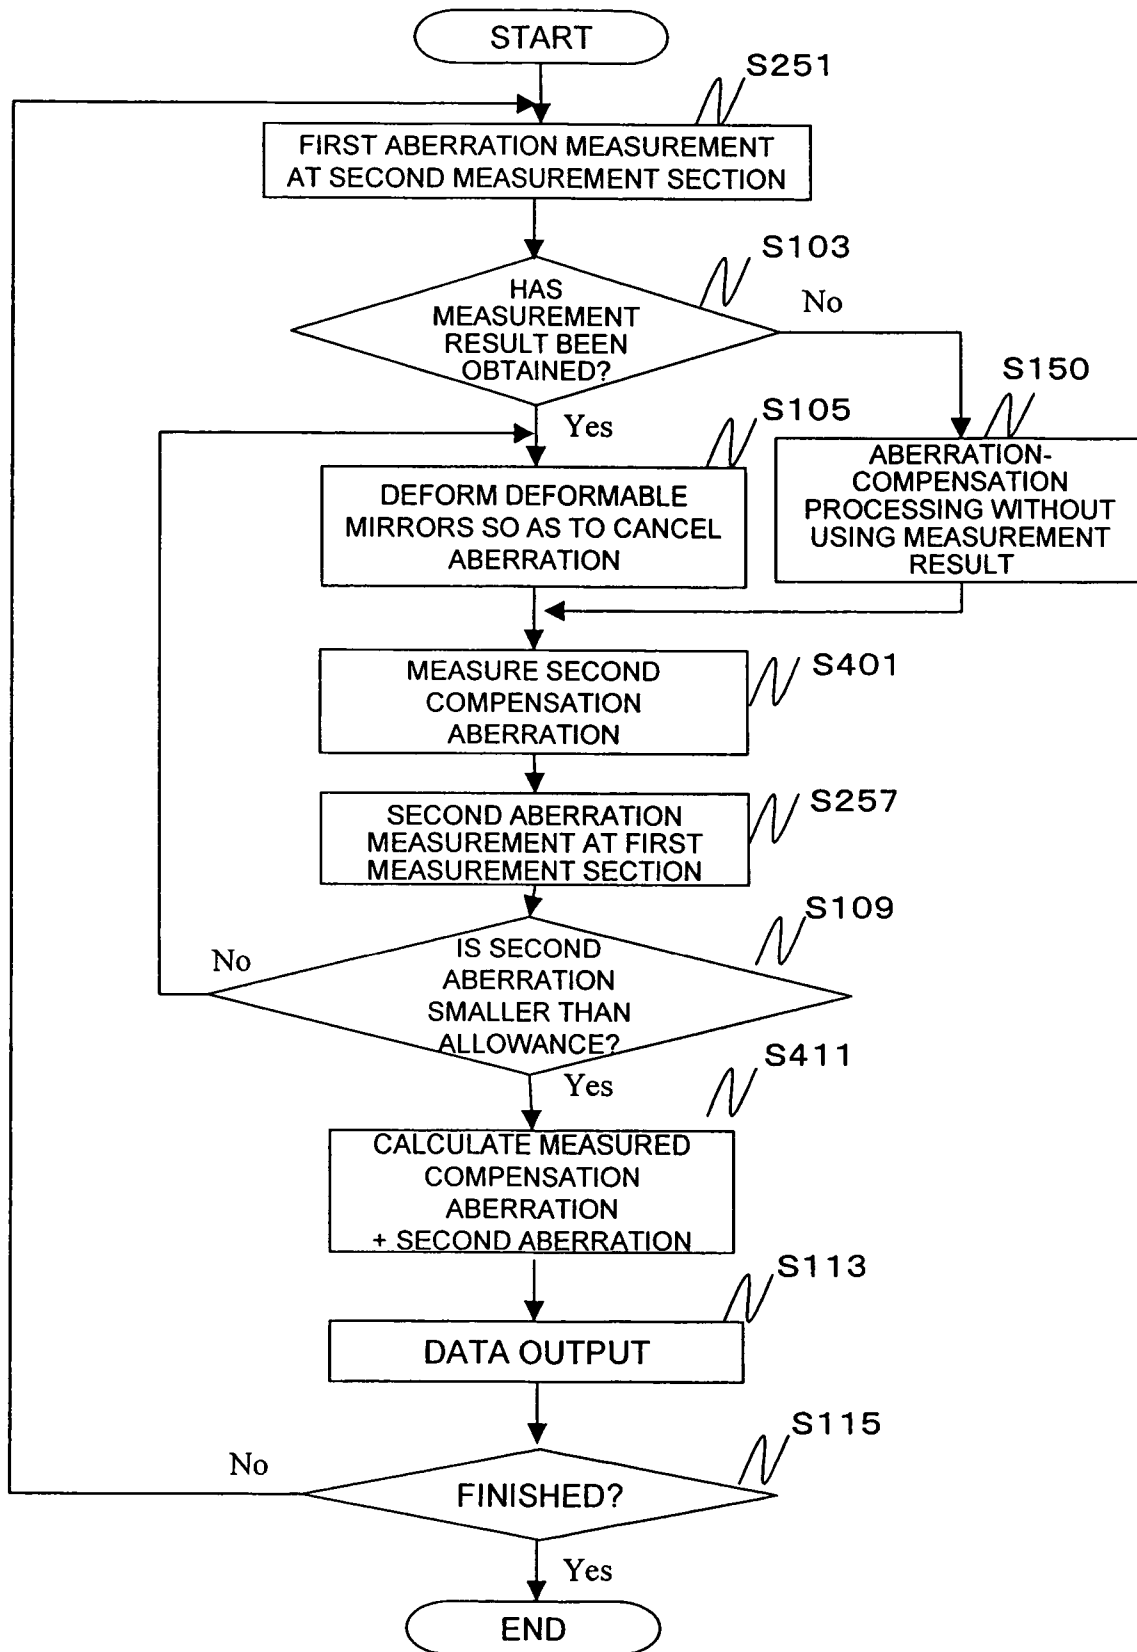 START
S251
FIRST ABERRATION MEASUREMENT
AT SECOND MEASUREMENT SECTION
S103
HAS
MEASUREMENT
RESULT BEEN
OBTAINED?
No
Yes
S150
ABERRATION-
COMPENSATION
PROCESSING WITHOUT
USING MEASUREMENT
RESULT
S105
DEFORM DEFORMABLE
MIRRORS SO AS TO CANCEL
ABERRATION
S401
MEASURE SECOND
COMPENSATION
ABERRATION
S257
SECOND ABERRATION
MEASUREMENT AT FIRST
MEASUREMENT SECTION
S109
No
IS SECOND
ABERRATION
SMALLER THAN
ALLOWANCE?
Yes
S411
CALCULATE MEASURED
COMPENSATION
ABERRATION
+ SECOND ABERRATION
S113
DATA OUTPUT
S115
No
FINISHED?
Yes
END